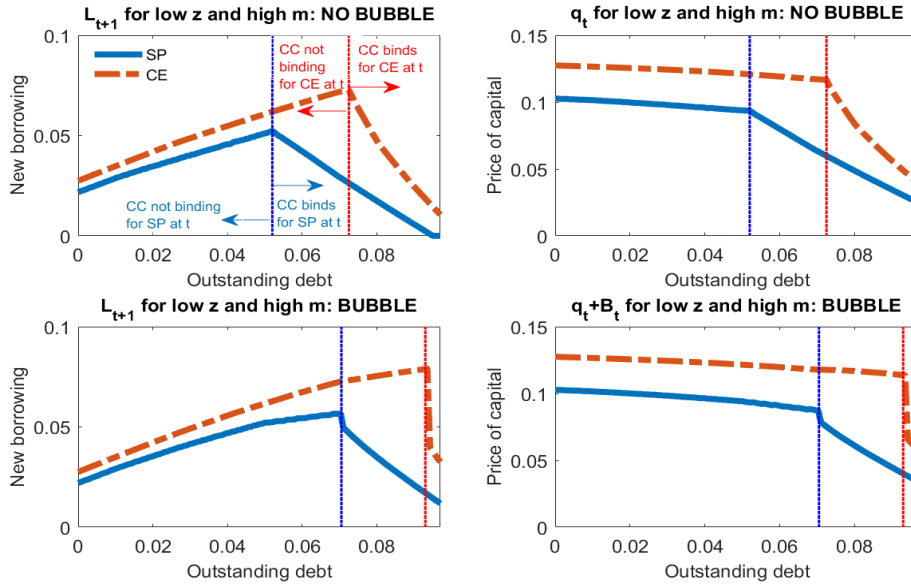 L_{t+1} for low z and high m: NO BUBBLE
0.1
0.05
0
New borrowing
SP
CE
CC not
binding
for CE at t
CC binds
for CE at t
CC not binding
for SP at t
CC binds
for SP at t
0 0.02 0.04 0.06 0.08
Outstanding debt
q_t for low z and high m: NO BUBBLE
0.15
0.1
0.05
0
Price of capital
0 0.02 0.04 0.06 0.08
Outstanding debt
L_{t+1} for low z and high m: BUBBLE
0.1
0.05
0
New borrowing
0 0.02 0.04 0.06 0.08
Outstanding debt
q_t+B_t for low z and high m: BUBBLE
0.15
0.1
0.05
0
Price of capital
0 0.02 0.04 0.06 0.08
Outstanding debt